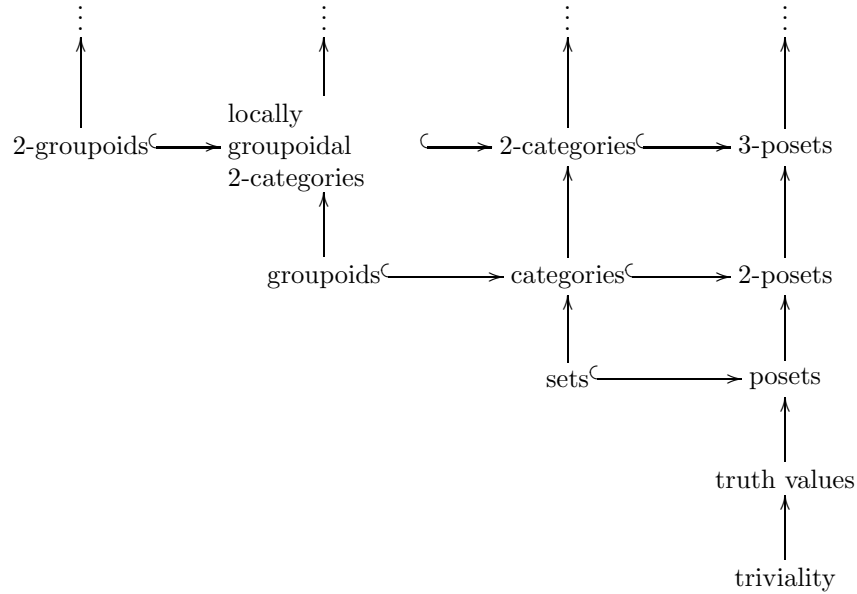 locally
2-groupoids groupoidal 2-categories 3-posets
2-categories
groupoids categories 2-posets
sets posets
truth values
triviality